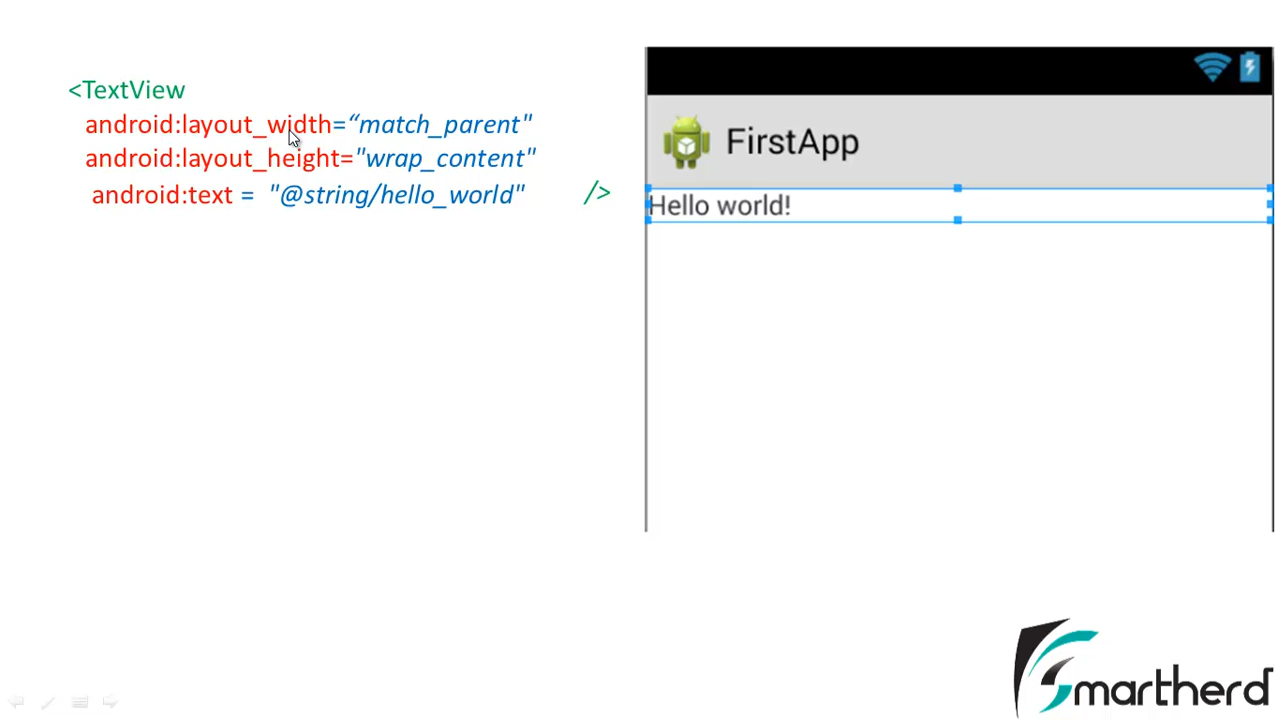 <TextView
android:layout_width=“match_parent"
android:layout_height="wrap_content"
android:text = "@string/hello_world" />
FirstApp
Hello world!
Smartherd